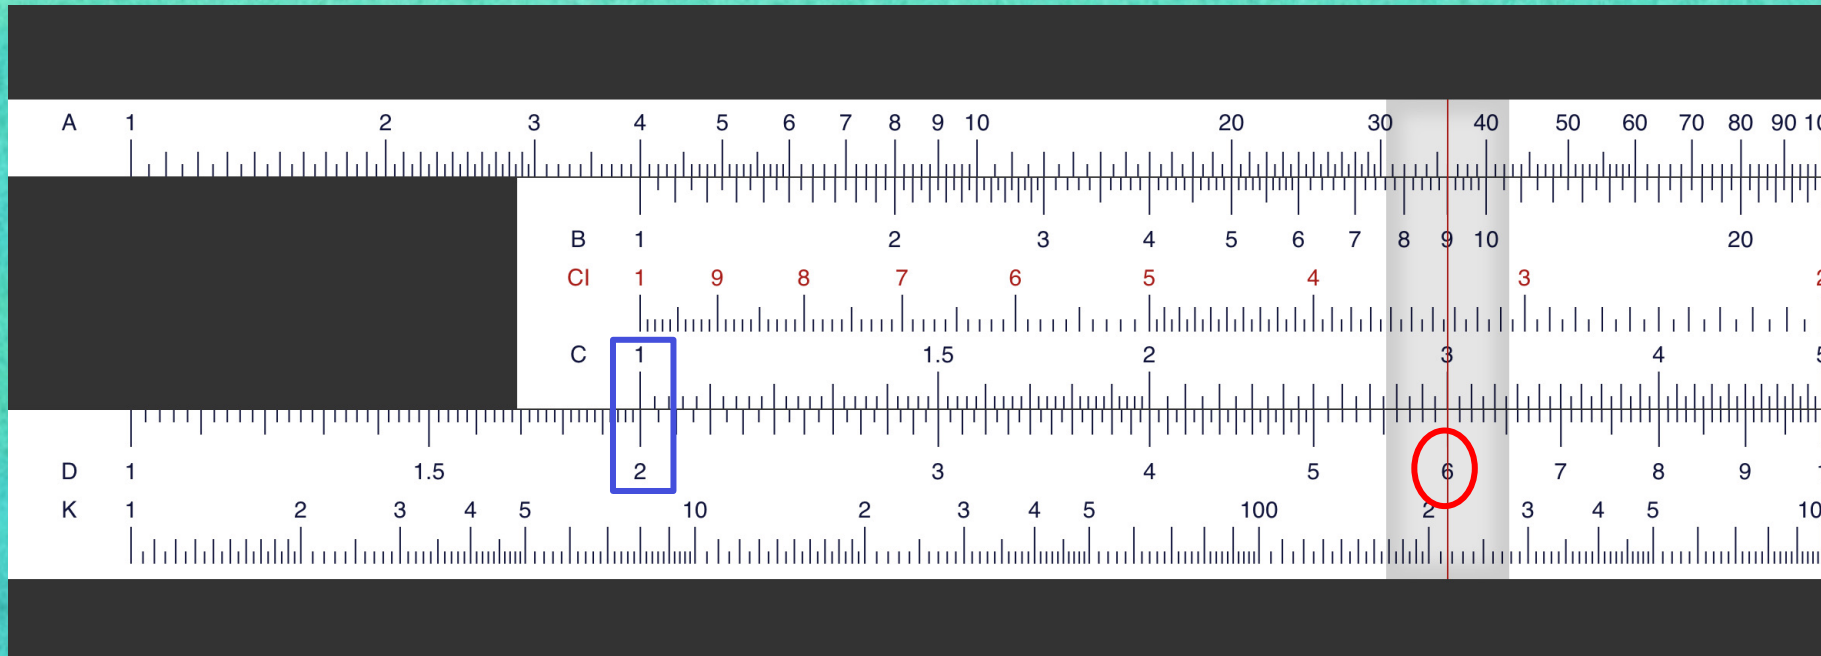 A 1 2 3 4 5 6 7 8 9 10 20 30 40 50 60 70 80 90
B 1 2 3 4 5 6 7 8 9 10 20
CI 1 9 8 7 6 5 4 3
C 1 1.5 2 3 4
D 1 1.5 2 3 4 5 6 7 8 9
K 1 2 3 4 5 10 2 3 4 5 100 2 3 4 5